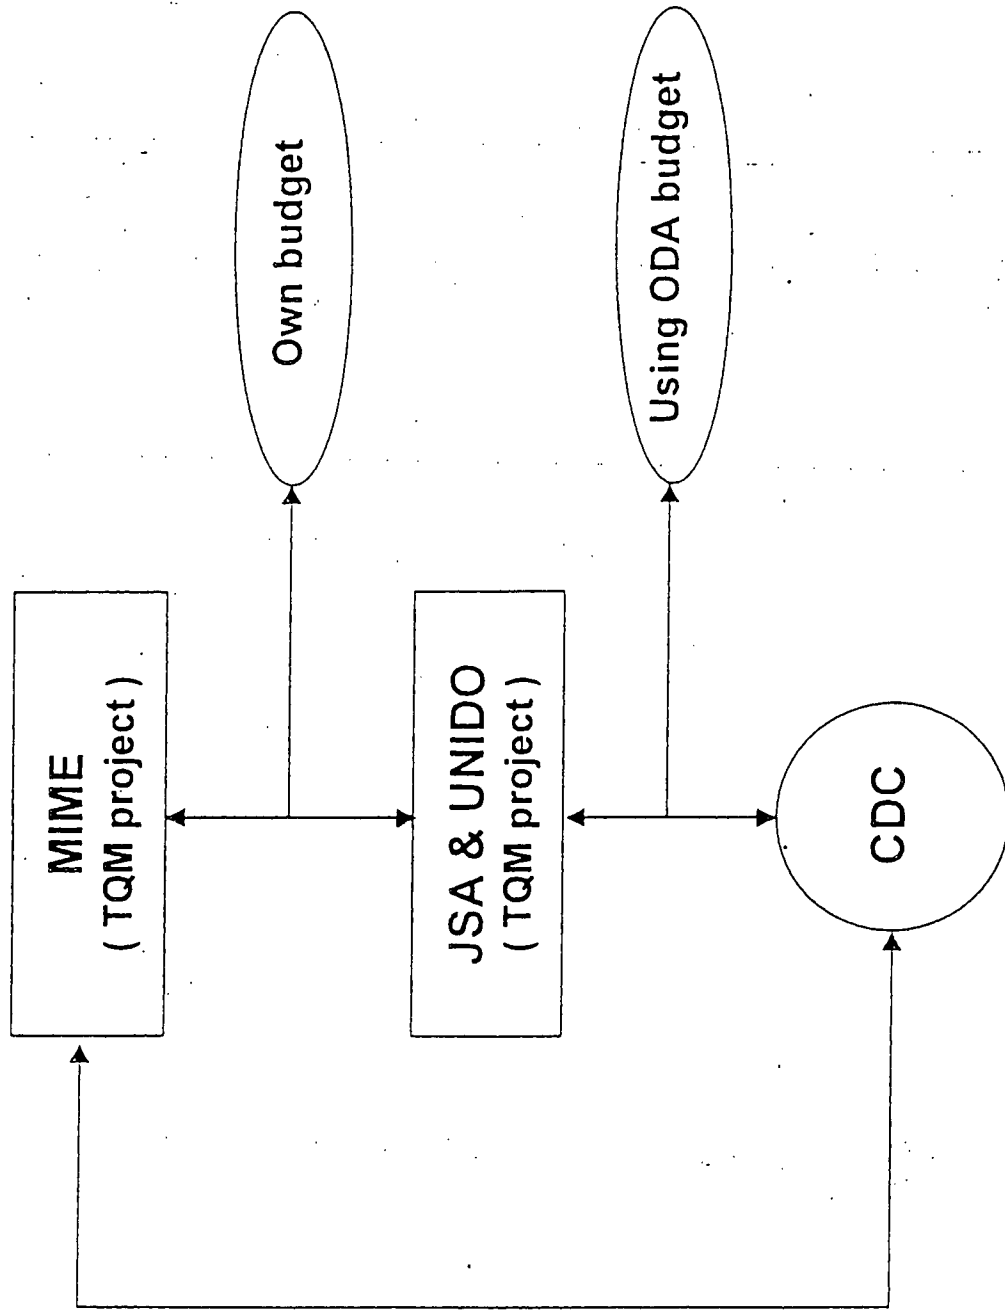 MIME
( TQM project )
Own budget
JSA & UNIDO
( TQM project )
Using ODA budget
CDC